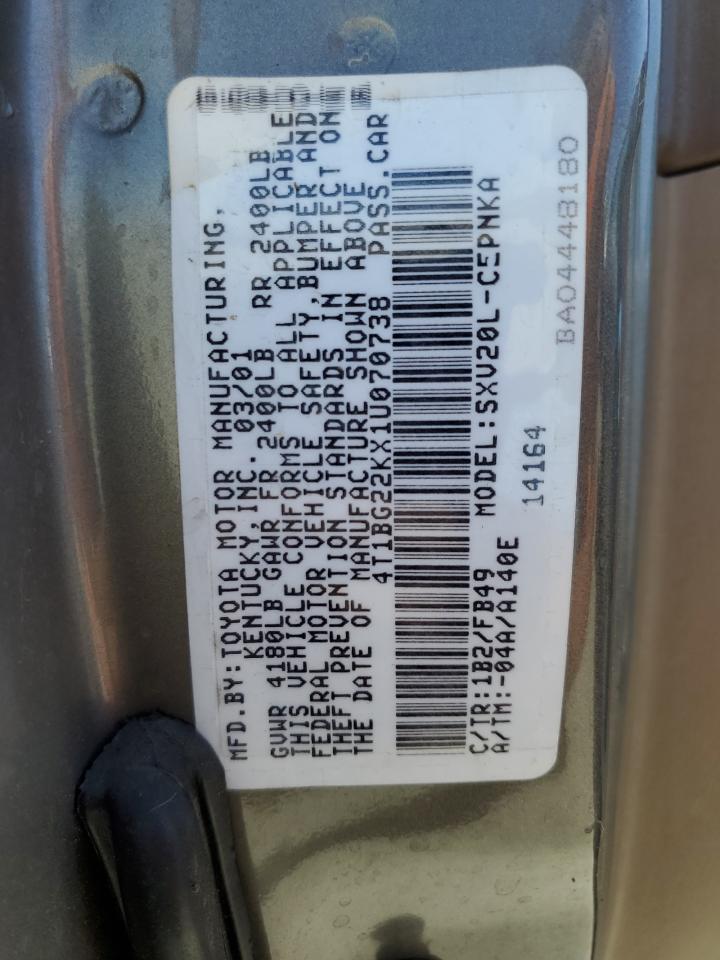 MFD.BY:TOYOTA MOTOR MANUFACTURING,
KENTUCKY,INC. 03/01
GVWR 4180LB GAWR FR 2400LB RR 2400LB
THIS VEHICLE CONFORMS TO ALL APPLICABLE
FEDERAL MOTOR VEHICLE SAFETY,BUMPER AND
THEFT PREVENTION STANDARDS IN EFFECT ON
THE DATE OF MANUFACTURE SHOWN ABOVE
4T1BG22KX1U070738 PASS.CAR
C/TR:1B2/FB49 MODEL:SXV20L-CEPNKA
A/TM:-04A/A140E 14164
BA04448180